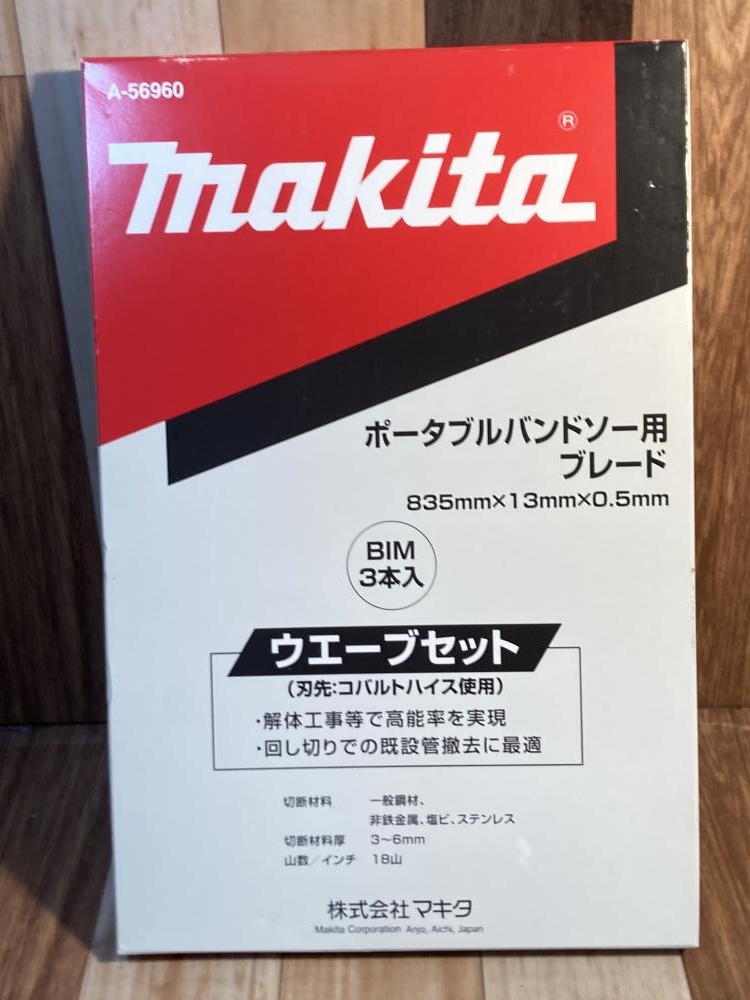 A-56960
makita®
ポータブルバンドソー用
ブレード
835mm×13mm×0.5mm
BIM
3本入
ウエーブセット
(刃先:コバルトハイス使用)
・解体工事等で高能率を実現
・回し切りでの既設管撤去に最適
切断材料 一般鋼材、
非鉄金属、塩ビ、ステンレス
切断材料厚 3～6mm
山数/インチ 18山
株式会社マキタ
Makita Corporation Anjo, Aichi, Japan